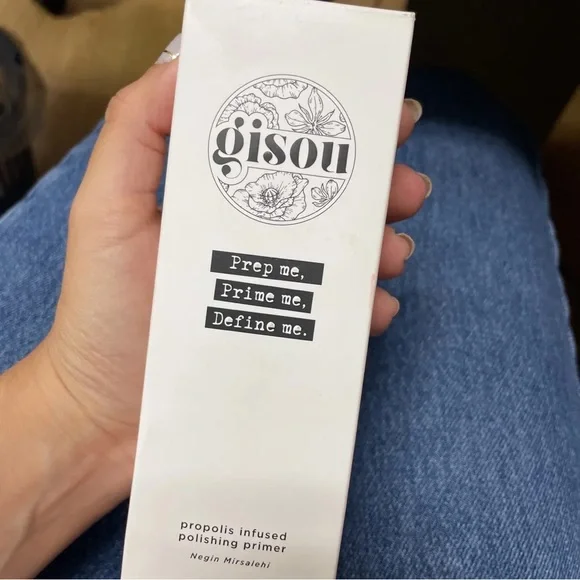 gisou
Prep me,
Prime me,
Define me.
propolis infused
polishing primer
Negin Mirsalehi